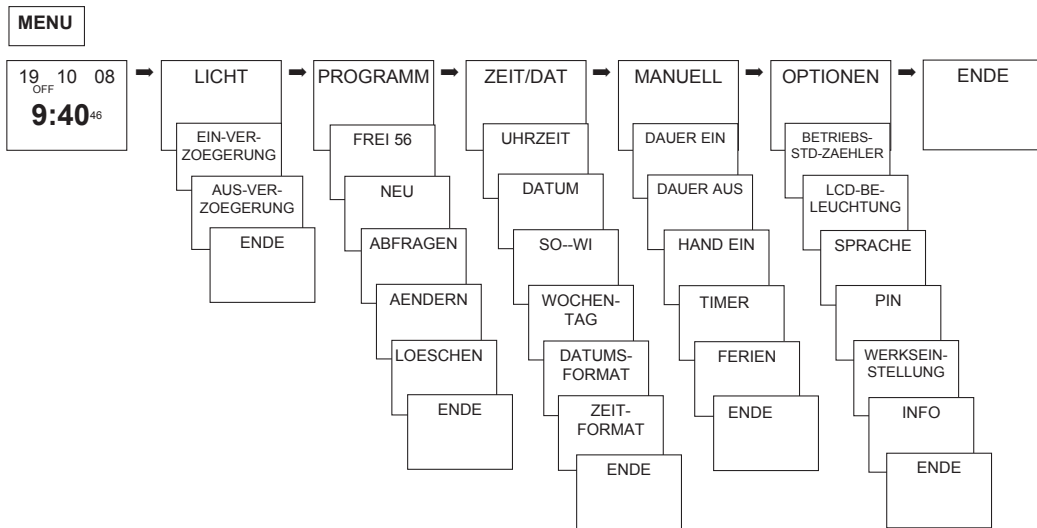 MENU
19 10 08
OFF
9:40 46
LICHT
EIN-VER-
ZOEGERUNG
AUS-VER-
ZOEGERUNG
ENDE
PROGRAMM
FREI 56
NEU
ABFRAGEN
AENDERN
LOESCHEN
ENDE
ZEIT/DAT
UHRZEIT
DATUM
SO--WI
WOCHEN-
TAG
DATUMS-
FORMAT
ZEIT-
FORMAT
ENDE
MANUELL
DAUER EIN
DAUER AUS
HAND EIN
TIMER
FERIEN
ENDE
OPTIONEN
BETRIEBS-
STD-ZAEHLER
LCD-BE-
LEUCHTUNG
SPRACHE
PIN
WERKSEIN-
STELLUNG
INFO
ENDE
ENDE